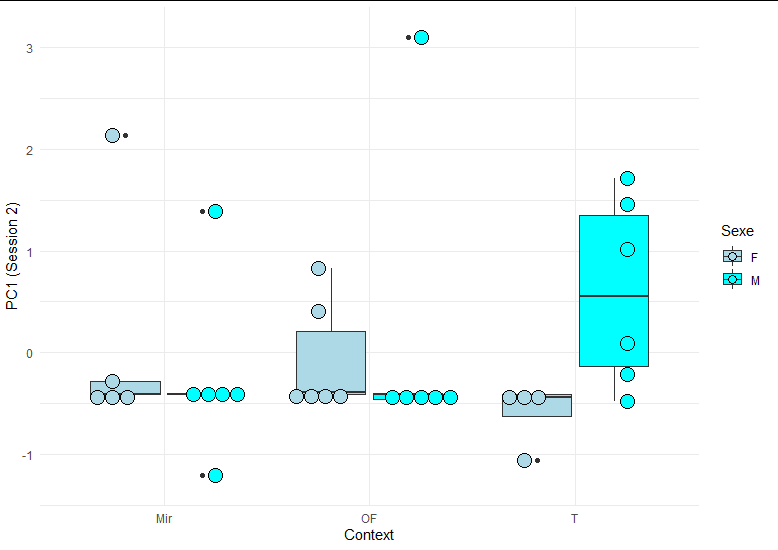 3
2
1
0
-1
PC1 (Session 2)
Mir
OF
T
Context
Sexe
F
M